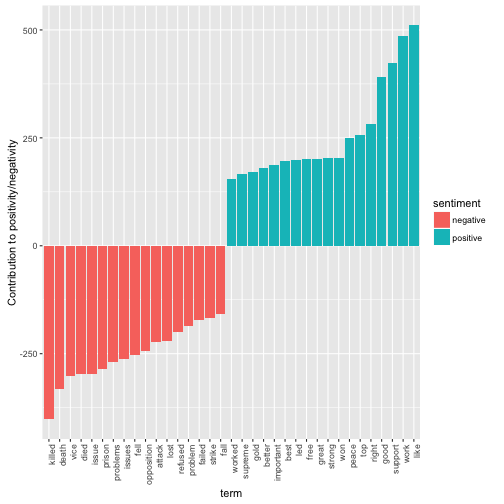 500
250
0
-250
Contribution to positivity/negativity
killed
death
vice
died
issue
prison
problems
issues
fell
opposition
attack
lost
refused
problem
failed
strike
fall
worked
supreme
gold
better
important
best
led
free
great
strong
won
peace
top
right
good
support
work
like
term
sentiment
negative
positive